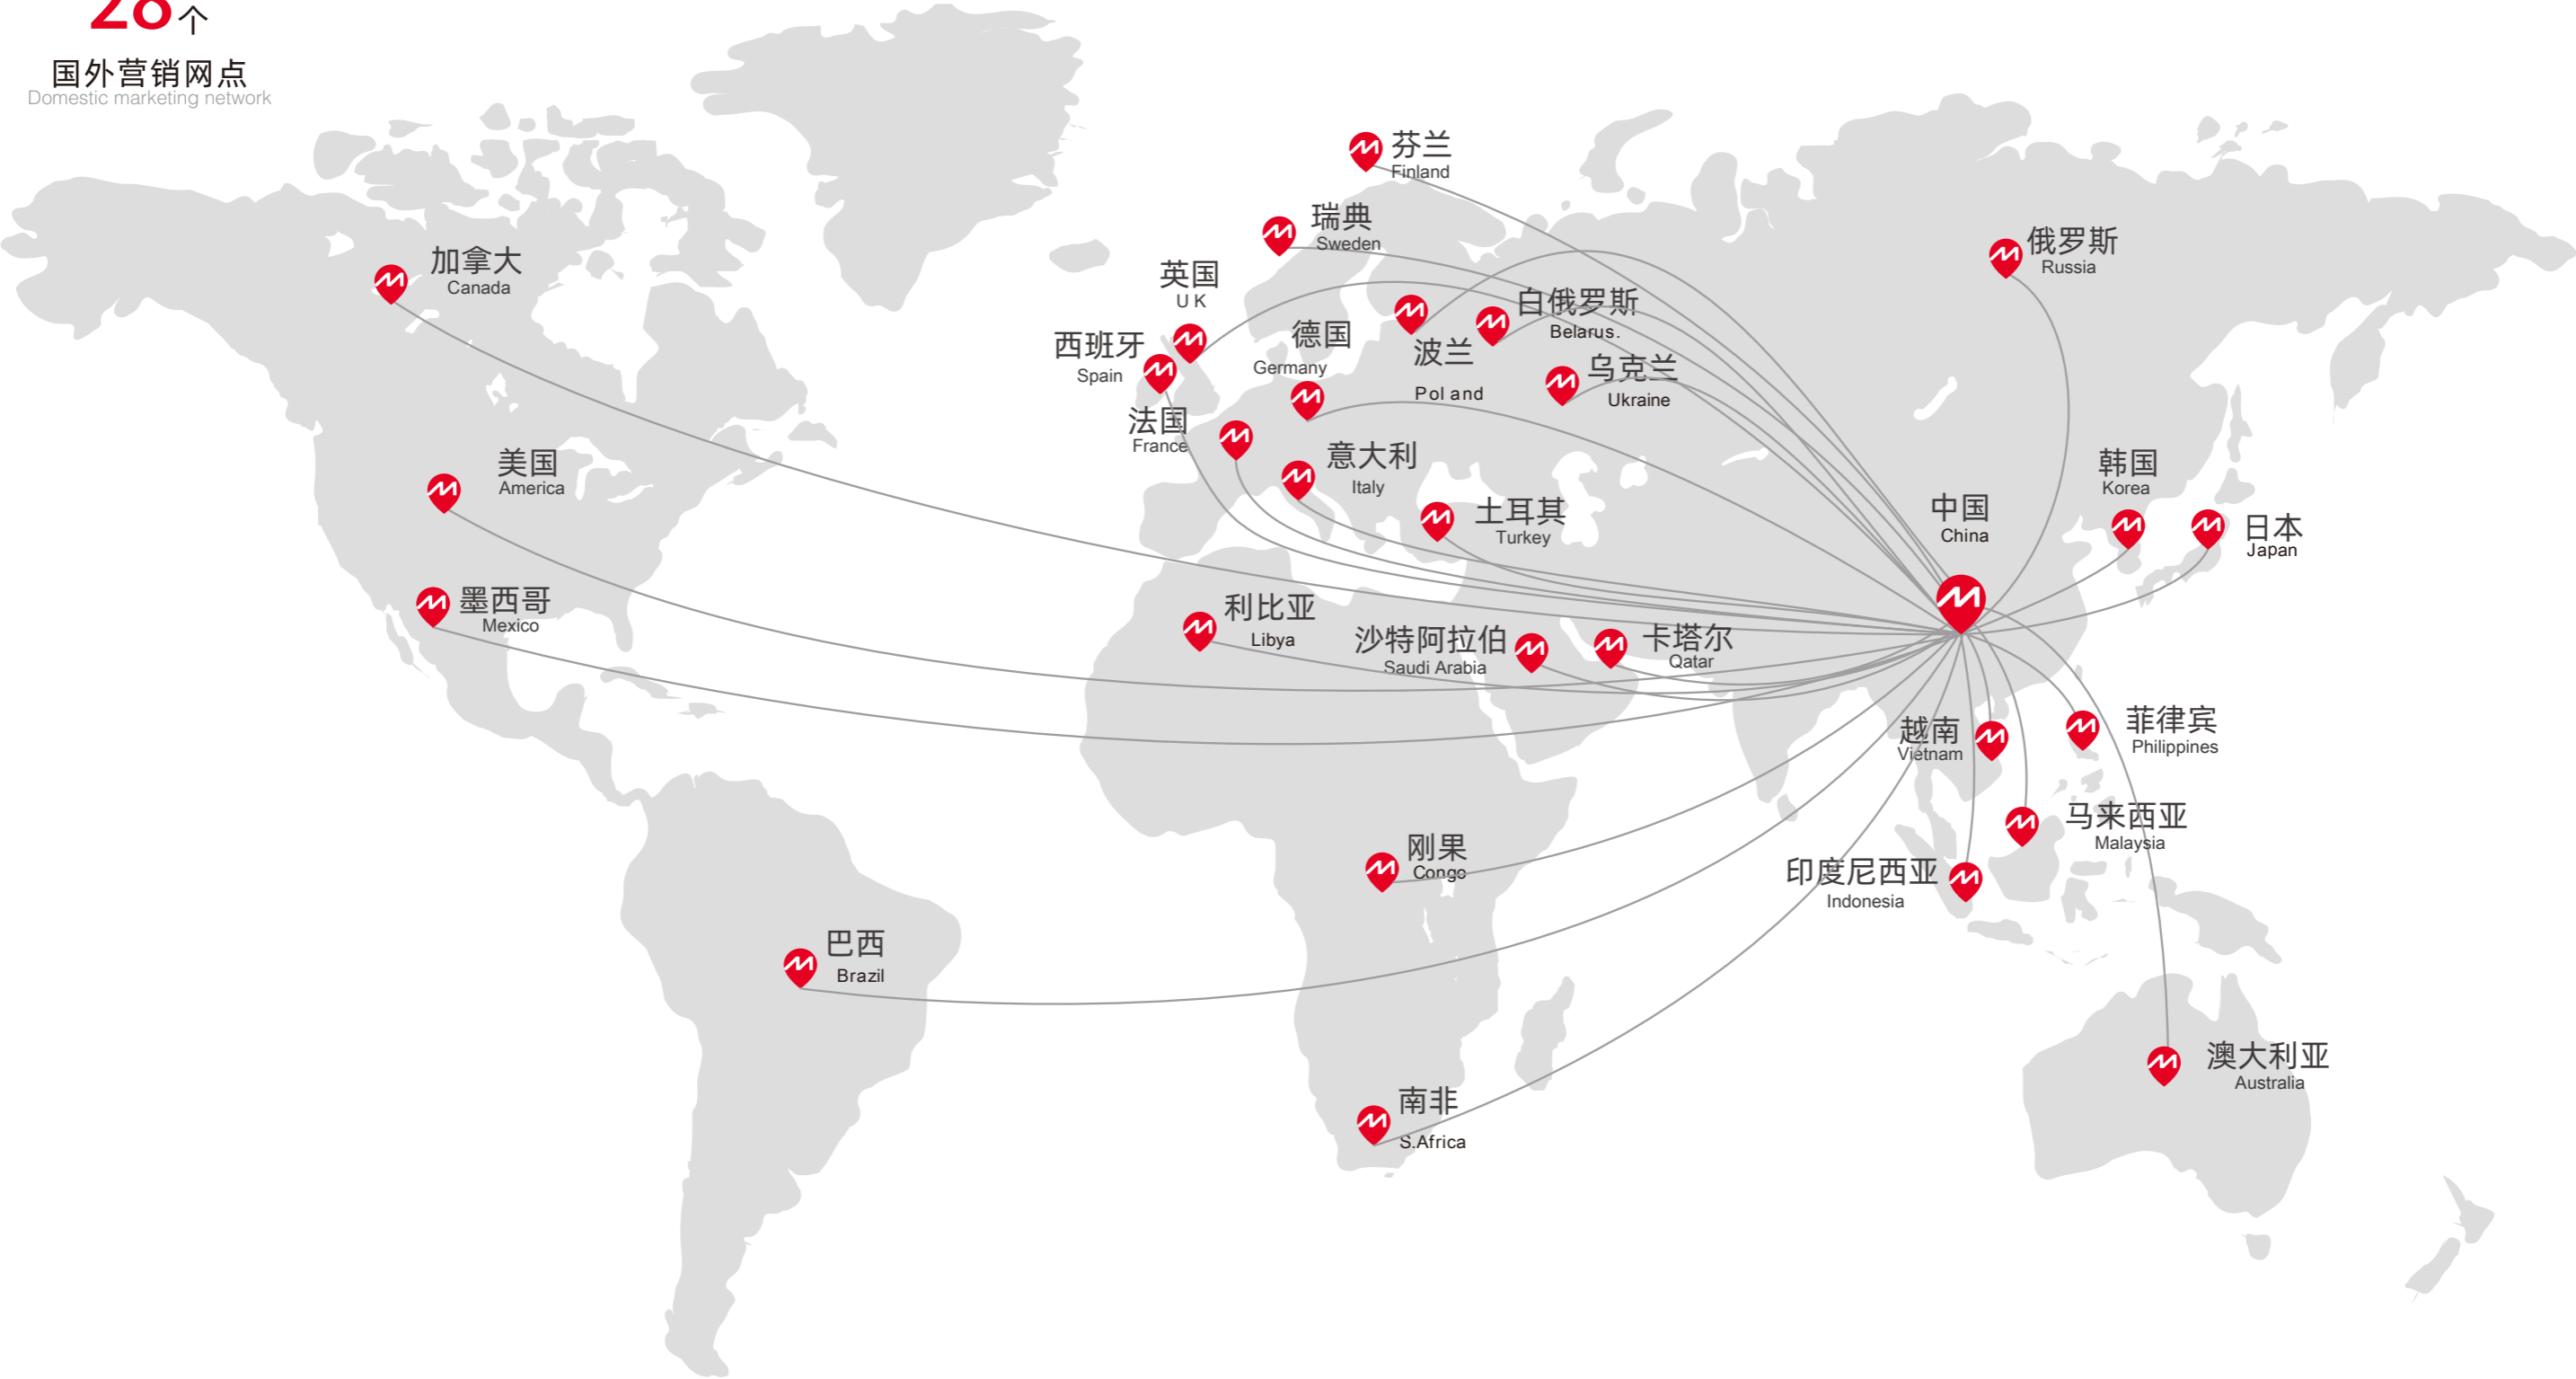 28个
国外营销网点
Domestic marketing network
芬兰
Finland
瑞典
Sweden
俄罗斯
Russia
加拿大
Canada
英国
U K
白俄罗斯
Belarus.
德国
Germany
西班牙
Spain
波兰
Pol and
乌克兰
Ukraine
法国
France
意大利
Italy
美国
America
韩国
Korea
土耳其
Turkey
中国
China
日本
Japan
墨西哥
Mexico
利比亚
Libya
沙特阿拉伯
Saudi Arabia
卡塔尔
Qatar
越南
Vietnam
菲律宾
Philippines
马来西亚
Malaysia
刚果
Congo
印度尼西亚
Indonesia
巴西
Brazil
澳大利亚
Australia
南非
S.Africa